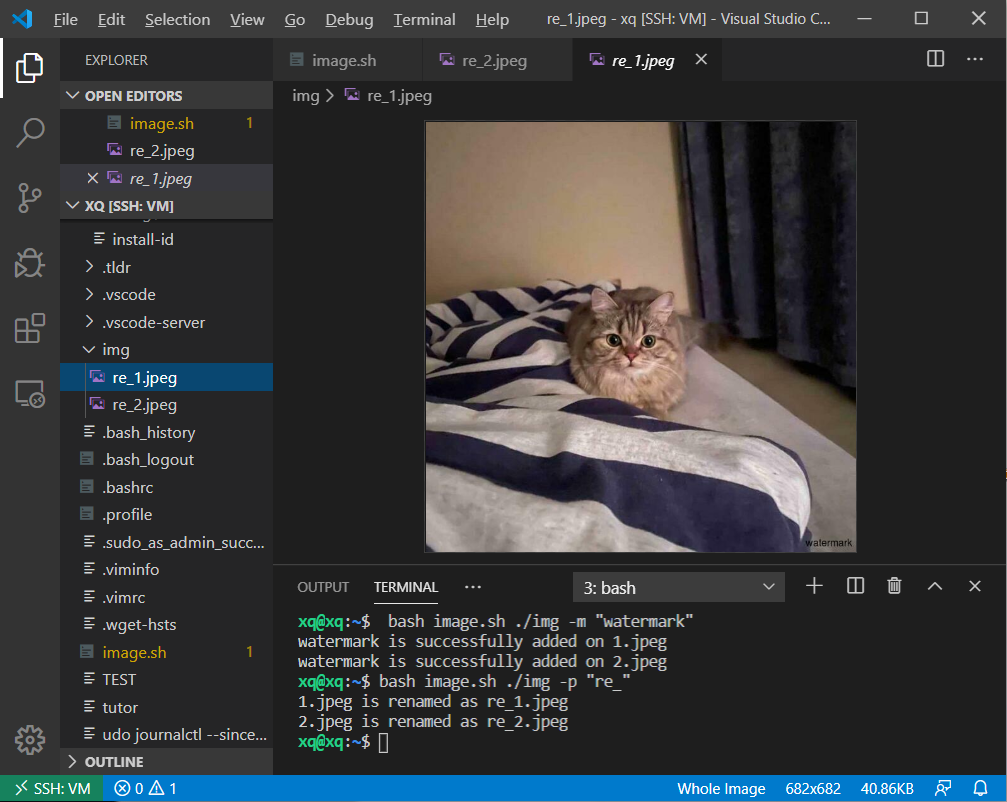 File Edit Selection View Go Debug Terminal Help re_1.jpeg - xq [SSH: VM] - Visual Studio C...
EXPLORER
OPEN EDITORS
image.sh 1
re_2.jpeg
re_1.jpeg
XQ [SSH: VM]
install-id
.tldr
.vscode
.vscode-server
img
re_1.jpeg
re_2.jpeg
.bash_history
.bash_logout
.bashrc
.profile
.sudo_as_admin_succ...
.viminfo
.vimrc
.wget-hsts
image.sh 1
TEST
tutor
udo journalctl --since...
OUTLINE
image.sh re_2.jpeg re_1.jpeg
img > re_1.jpeg
watermark
OUTPUT TERMINAL ... 3: bash
xq@xq:~$  bash image.sh ./img -m "watermark"
watermark is successfully added on 1.jpeg
watermark is successfully added on 2.jpeg
xq@xq:~$ bash image.sh ./img -p "re_"
1.jpeg is renamed as re_1.jpeg
2.jpeg is renamed as re_2.jpeg
xq@xq:~$
SSH: VM 0 1 Whole Image 682x682 40.86KB